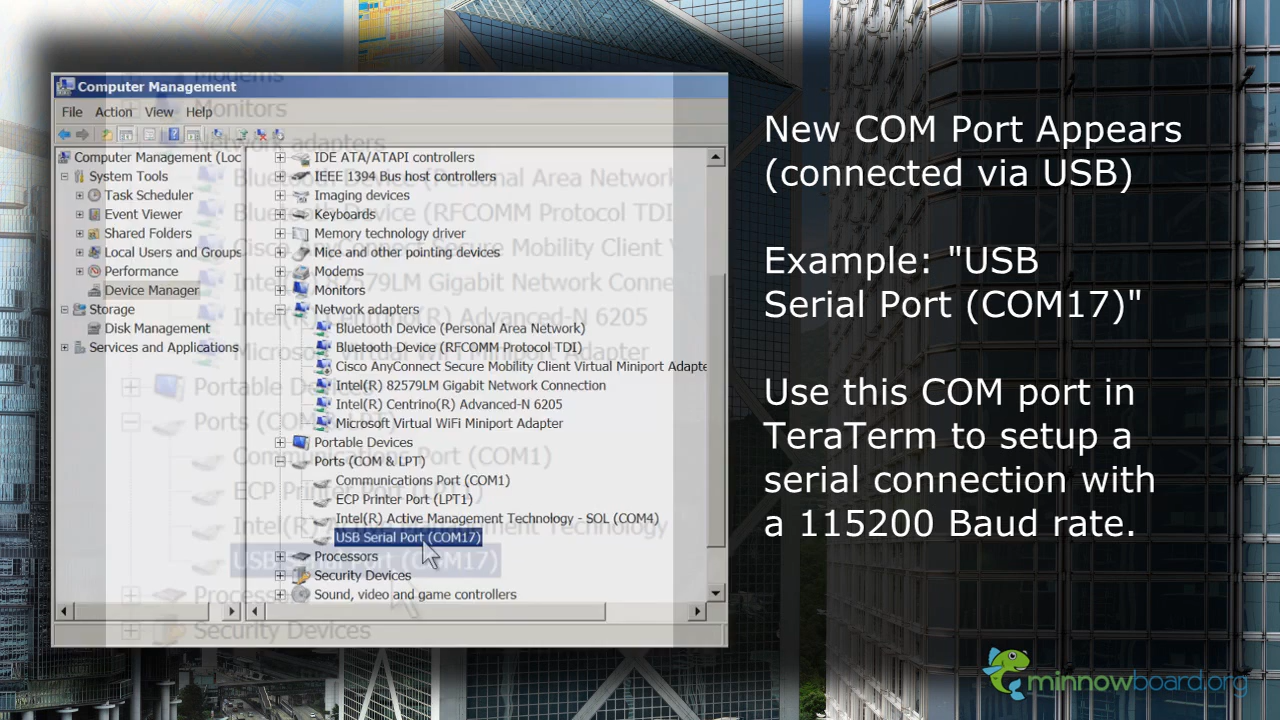 Computer Management
File Action View Help
Computer Management (Loc
System Tools
Task Scheduler
Event Viewer
Shared Folders
Local Users and Groups
Performance
Device Manager
Storage
Disk Management
Services and Applications
IDE ATA/ATAPI controllers
IEEE 1394 Bus host controllers
Imaging devices
Keyboards
Memory technology driver
Mice and other pointing devices
Modems
Monitors
Network adapters
Bluetooth Device (Personal Area Network)
Bluetooth Device (RFCOMM Protocol TDI)
Cisco AnyConnect Secure Mobility Client Virtual Miniport Adapte
Intel(R) 82579LM Gigabit Network Connection
Intel(R) Centrino(R) Advanced-N 6205
Microsoft Virtual WiFi Miniport Adapter
Portable Devices
Ports (COM & LPT)
Communications Port (COM1)
ECP Printer Port (LPT1)
Intel(R) Active Management Technology - SOL (COM4)
USB Serial Port (COM17)
Processors
Security Devices
Sound, video and game controllers
New COM Port Appears
(connected via USB)
Example: "USB
Serial Port (COM17)"
Use this COM port in
TeraTerm to setup a
serial connection with
a 115200 Baud rate.
minnowboard.org